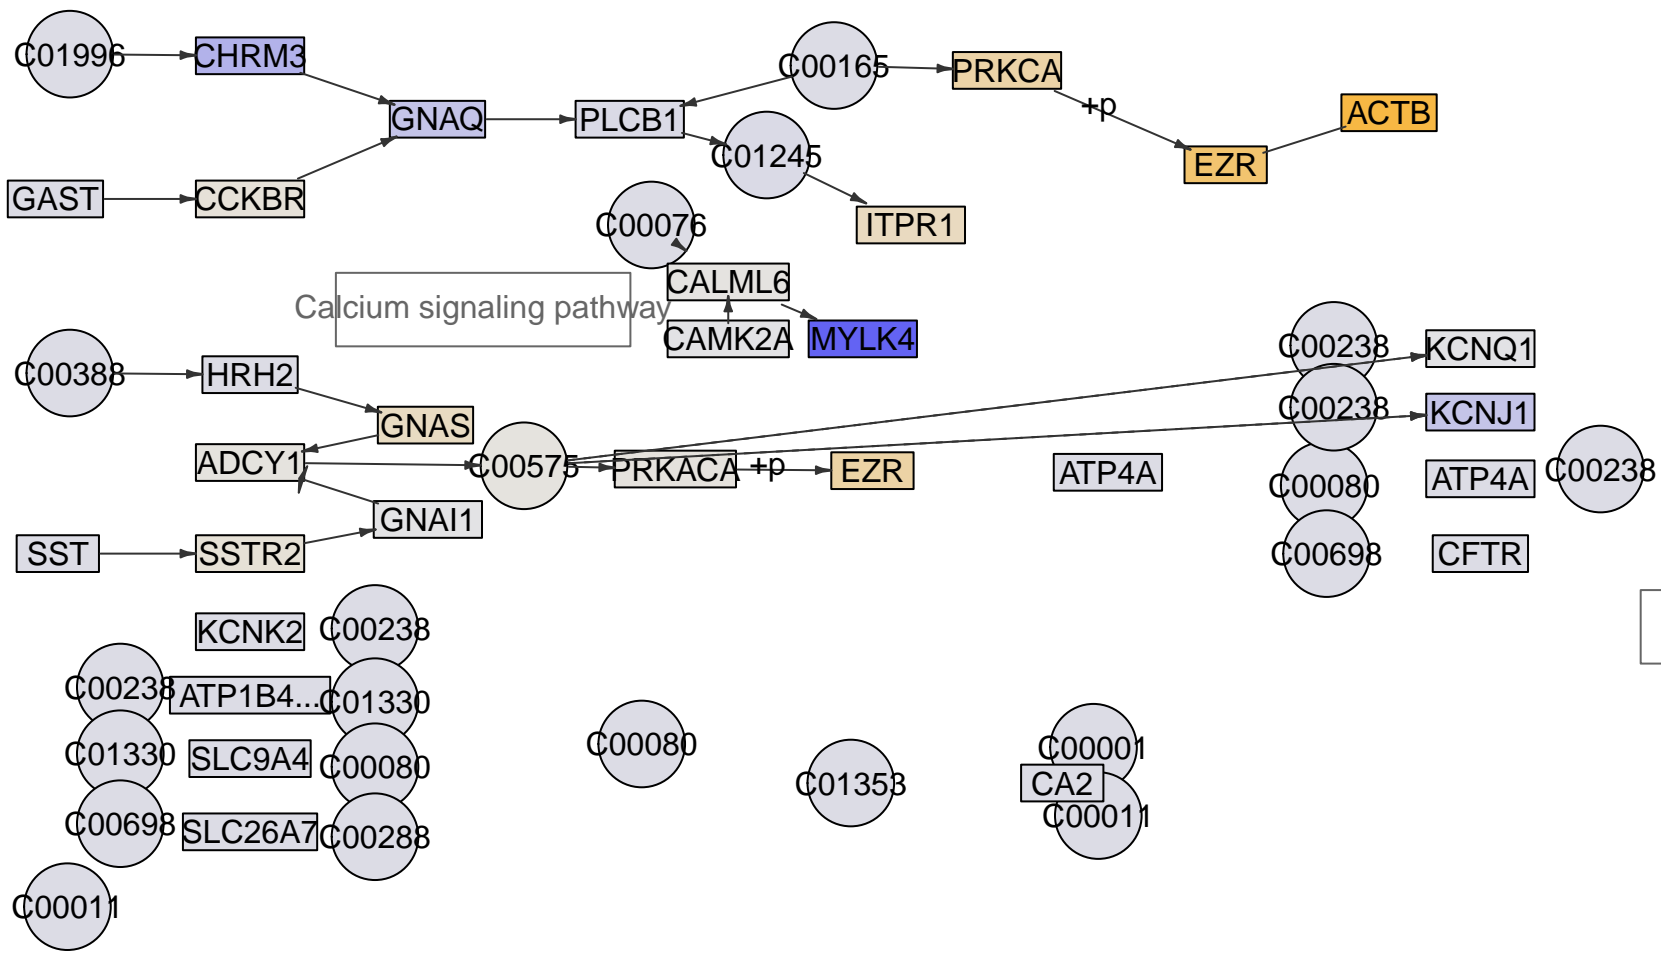 C01996
CHRM3
GNAQ
PLCB1
C00165
PRKCA
+p
ACTB
EZR
C01245
GAST
CCKBR
C00076
ITPR1
Calcium signaling pathway
CALML6
CAMK2A
MYLK4
C00238
KCNQ1
C00388
HRH2
GNAS
C00238
KCNJ1
ADCY1
C00575
PRKACA
+p
EZR
ATP4A
C00080
ATP4A
C00238
GNAI1
SST
SSTR2
C00698
CFTR
KCNK2
C00238
C00238
ATP1B4...
C01330
C01330
SLC9A4
C00080
C00080
C01353
C00001
CA2
C00011
C00698
SLC26A7
C00288
C00011